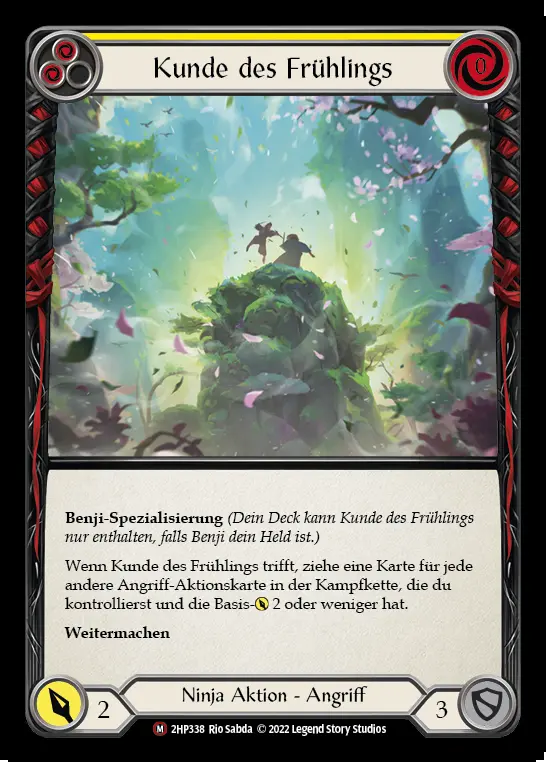 Kunde des Frühlings
0
Benji-Spezialisierung (Dein Deck kann Kunde des Frühlings
nur enthalten, falls Benji dein Held ist.)
Wenn Kunde des Frühlings trifft, ziehe eine Karte für jede
andere Angriff-Aktionskarte in der Kampfkette, die du
kontrollierst und die Basis- 2 oder weniger hat.
Weitermachen
2
Ninja Aktion - Angriff
3
M 2HP338 Rio Sabda © 2022 Legend Story Studios